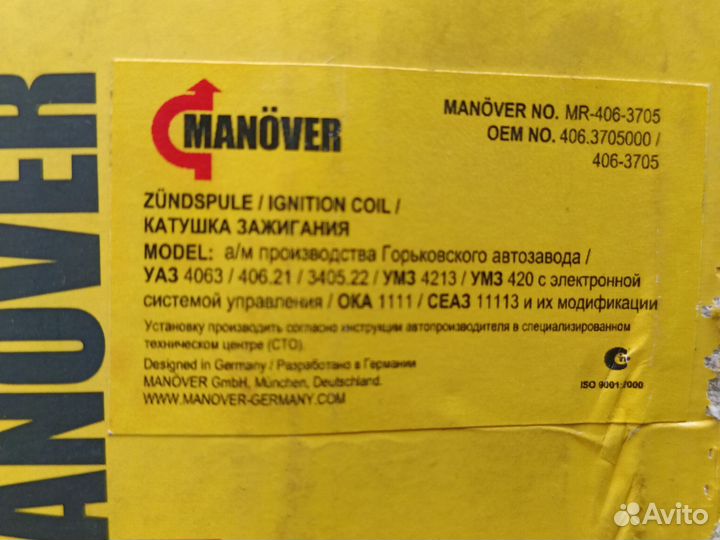 MANÖVER
MANÖVER
MANÖVER NO. MR-406-3705
OEM NO. 406.3705000 /
406-3705
ZÜNDSPULE / IGNITION COIL /
КАТУШКА ЗАЖИГАНИЯ
MODEL: а/м производства Горьковского автозавода /
УАЗ 4063 / 406.21 / 3405.22 / УМЗ 4213 / УМЗ 420 с электронной
системой управления / ОКА 1111 / СЕАЗ 11113 и их модификации
Установку производить согласно инструкции автопроизводителя в специализированном
техническом центре (СТО).
Designed in Germany / Разработано в Германии
MANÖVER GmbH, München, Deutschland.
WWW.MANOVER-GERMANY.COM
ISO 9001:2000
Avito